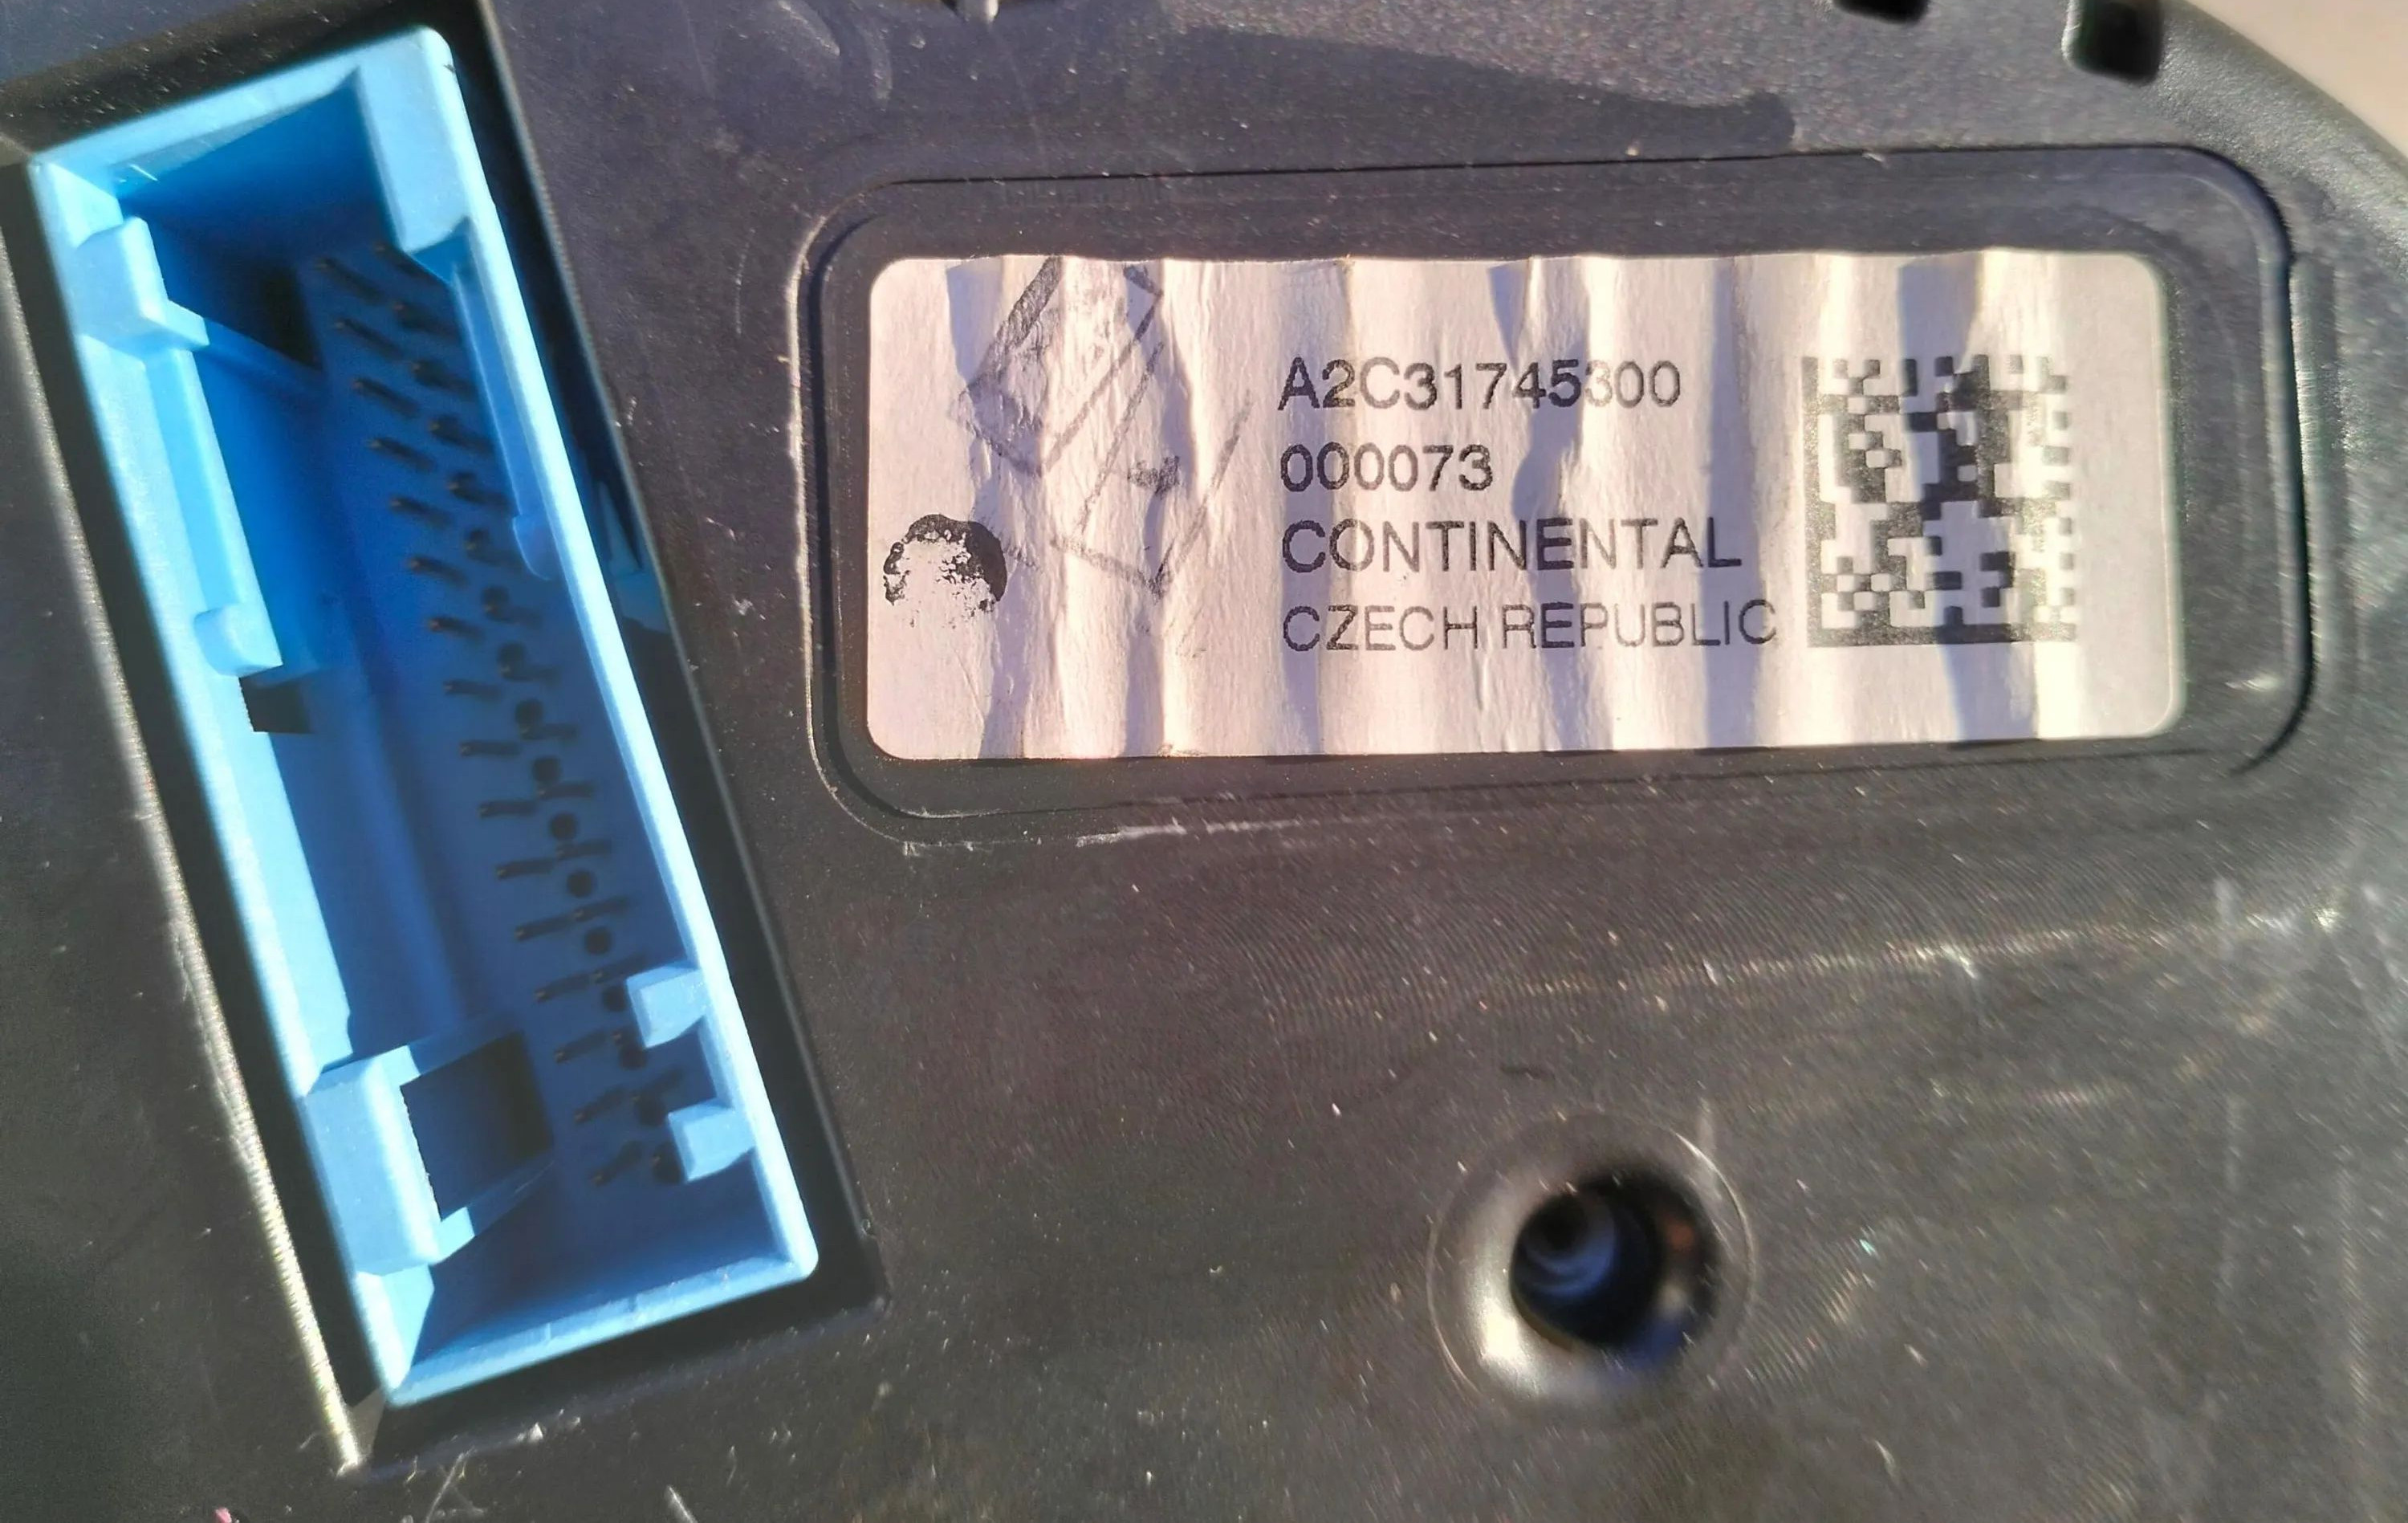 A2C31745300
000073
CONTINENTAL
CZECH REPUBLIC